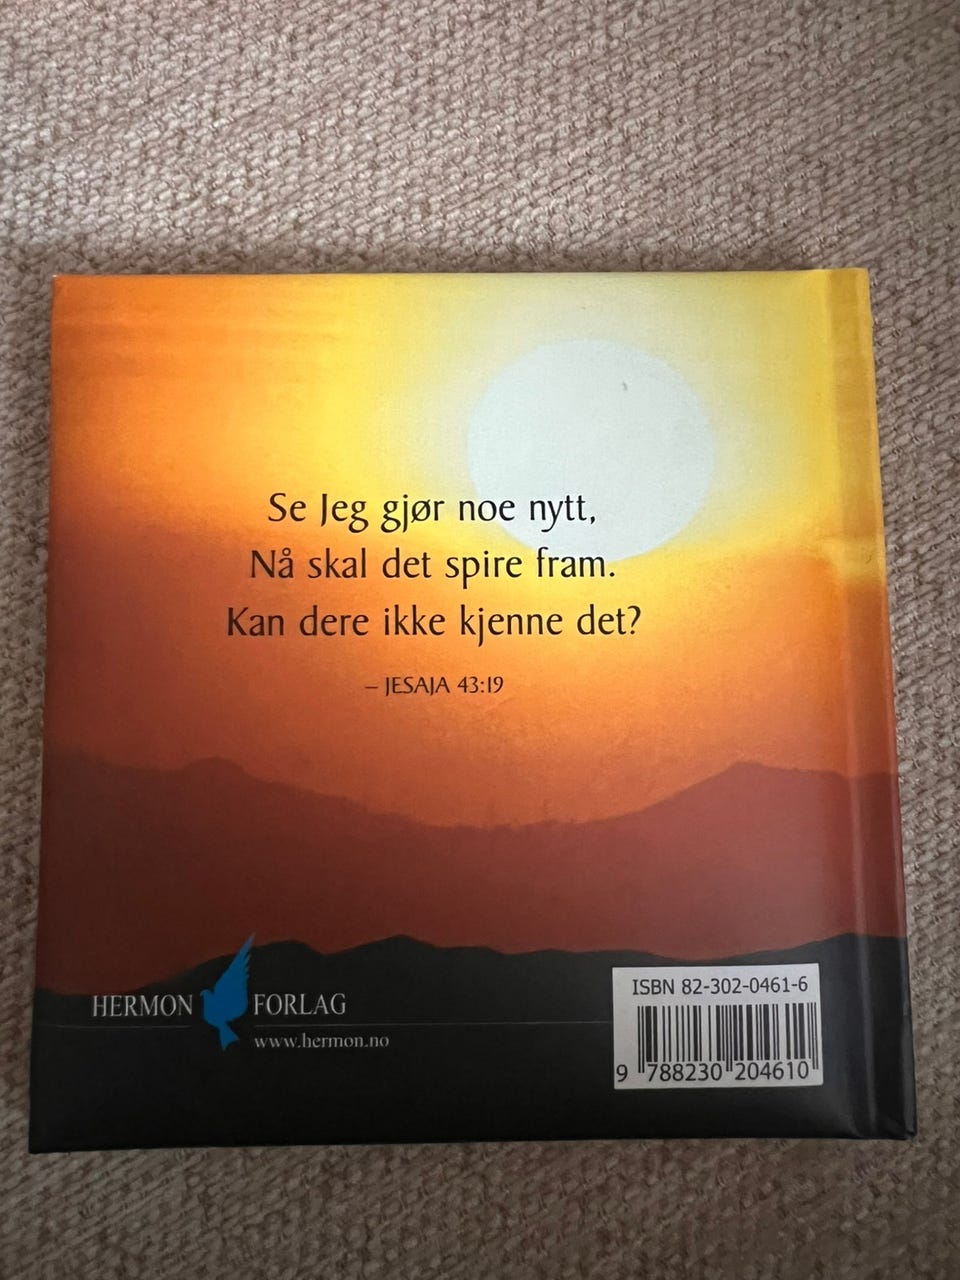 Se Jeg gjør noe nytt,
Nå skal det spire fram.
Kan dere ikke kjenne det?
– JESAJA 43:19
HERMON FORLAG
www.hermon.no
ISBN 82-302-0461-6
9 788230 204610